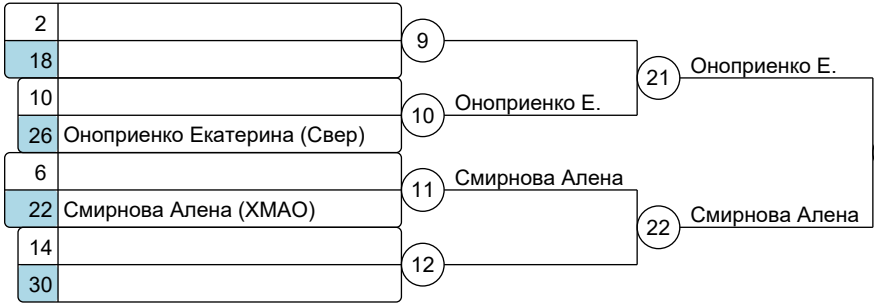 2
9
18
21 Оноприенко Е.
10
10 Оноприенко Е.
26 Оноприенко Екатерина (Свер)
6
11 Смирнова Алена
22 Смирнова Алена (ХМАО)
22 Смирнова Алена
14
12
30